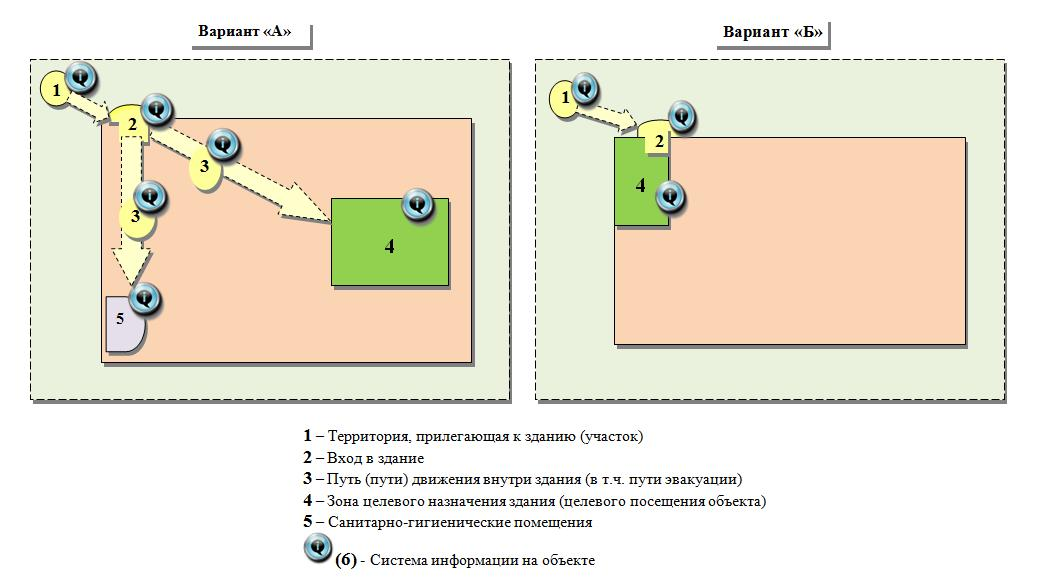 Вариант «А»
Вариант «Б»
1
2
3
3
4
5
1
2
4
1 – Территория, прилегающая к зданию (участок)
2 – Вход в здание
3 – Путь (пути) движения внутри здания (в т.ч. пути эвакуации)
4 – Зона целевого назначения здания (целевого посещения объекта)
5 – Санитарно-гигиенические помещения
(6) - Система информации на объекте